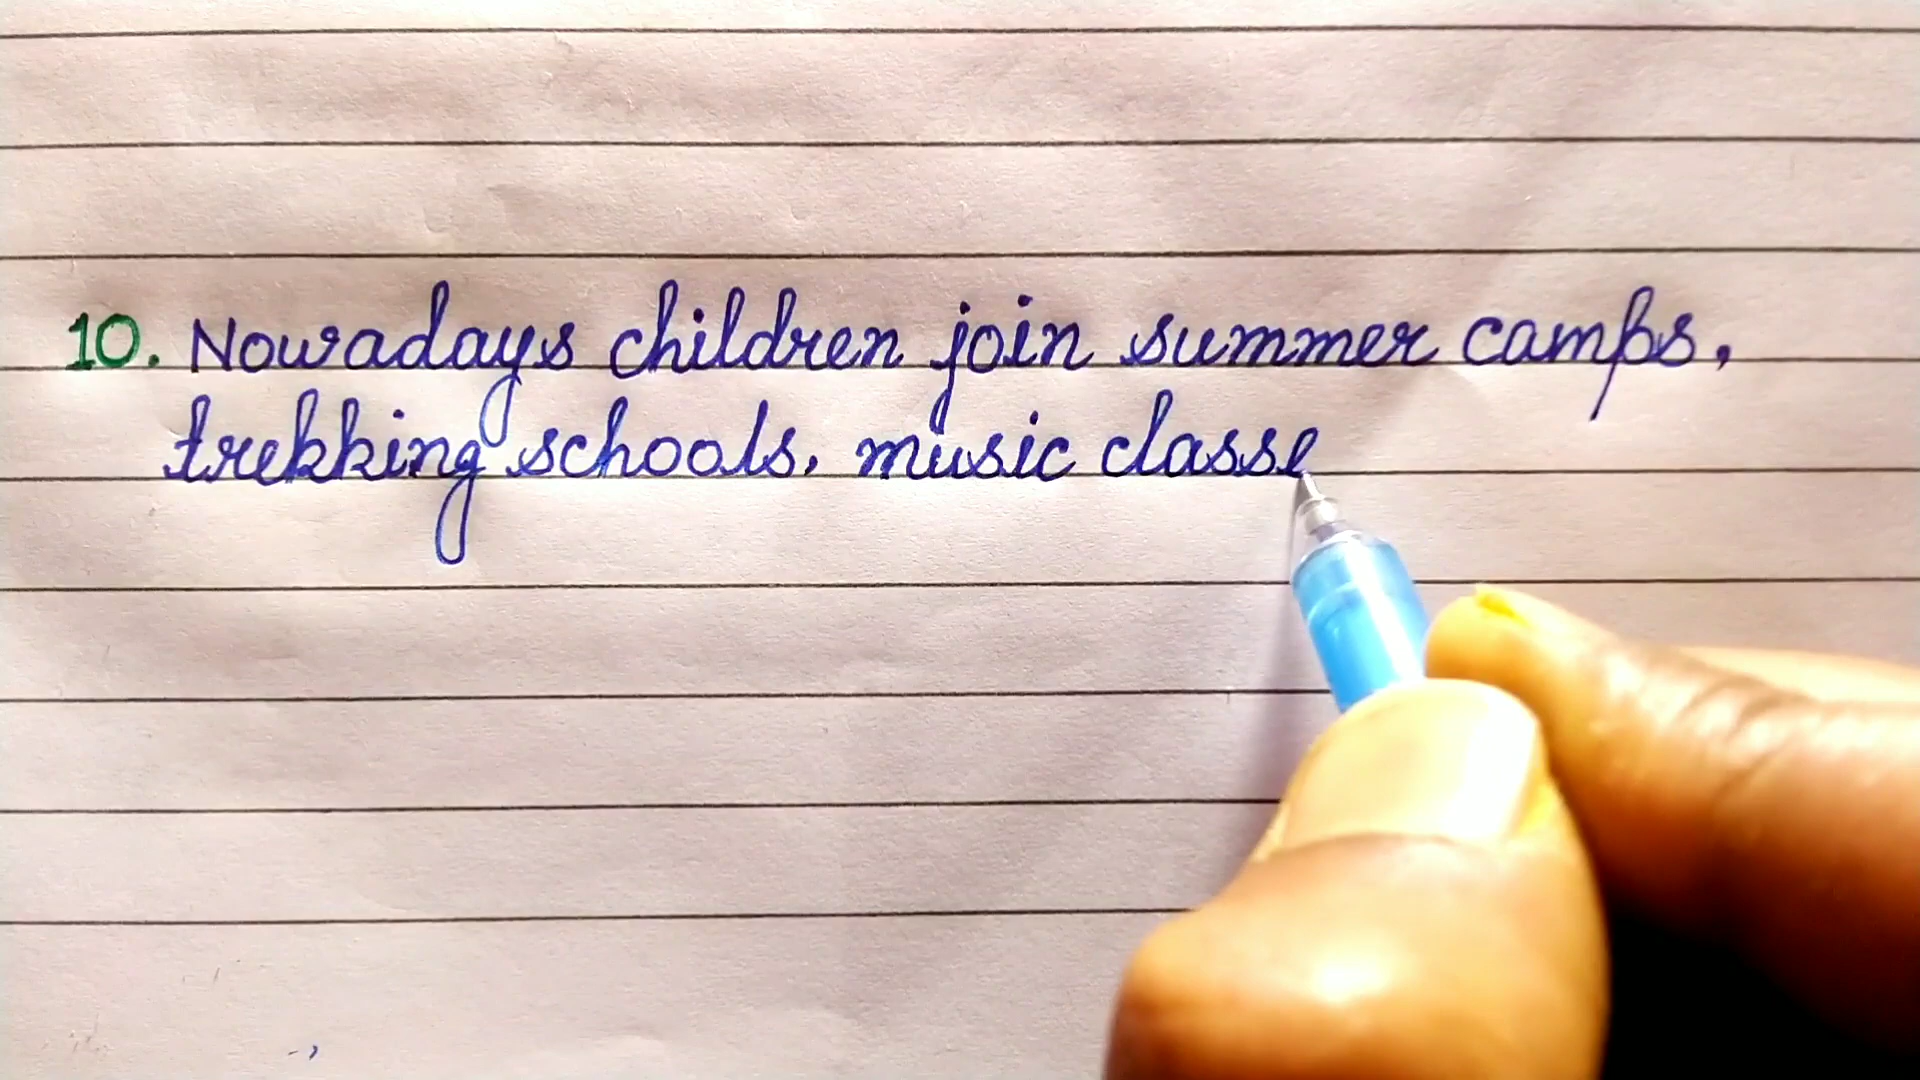 10. Nowadays children join summer camps,
trekking schools, music classe